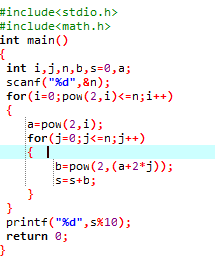 #include<stdio.h>
#include<math.h>
int main()
{
int i,j,n,b,s=0,a;
scanf("%d",&n);
for(i=0;pow(2,i)<=n;i++)
{
a=pow(2,i);
for(j=0;j<=n;j++)
{
b=pow(2,(a+2*j));
s=s+b;
}
}
printf("%d",s%10);
return 0;
}